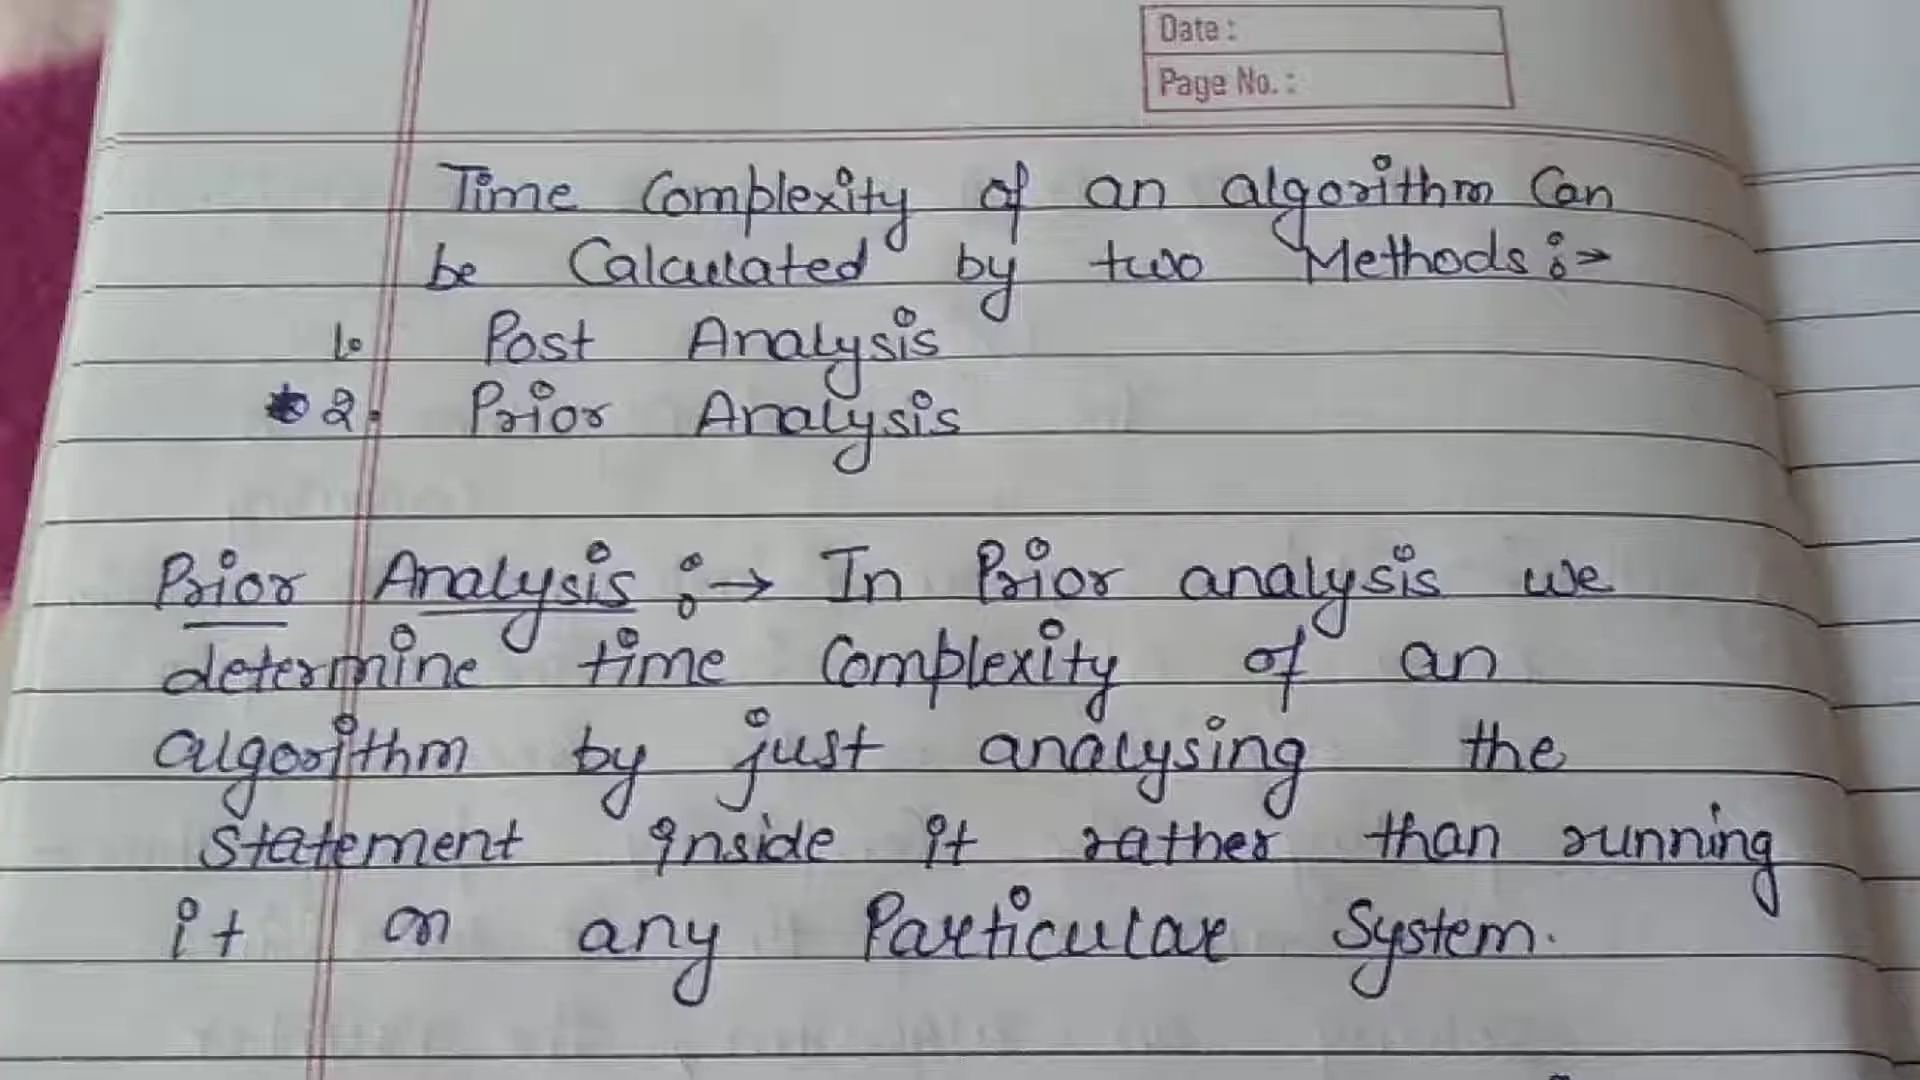 Date :
Page No. :
Time Complexity of an algorithm Can
be Calculated by two Methods :->
1. Post Analysis
2. Prior Analysis
Prior Analysis :→ In Prior analysis we
determine time Complexity of an
algorithm by just analysing the
statement inside it rather than running
it on any Particular System.